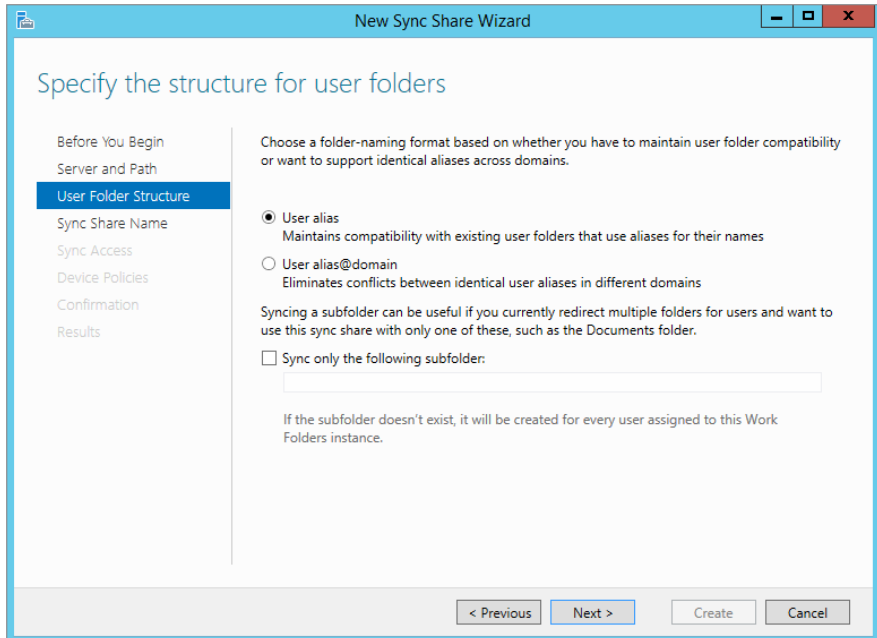 New Sync Share Wizard
Specify the structure for user folders
Before You Begin
Server and Path
User Folder Structure
Sync Share Name
Sync Access
Device Policies
Confirmation
Results
Choose a folder-naming format based on whether you have to maintain user folder compatibility
or want to support identical aliases across domains.
User alias
Maintains compatibility with existing user folders that use aliases for their names
User alias@domain
Eliminates conflicts between identical user aliases in different domains
Syncing a subfolder can be useful if you currently redirect multiple folders for users and want to
use this sync share with only one of these, such as the Documents folder.
Sync only the following subfolder:
If the subfolder doesn't exist, it will be created for every user assigned to this Work
Folders instance.
< Previous
Next >
Create
Cancel